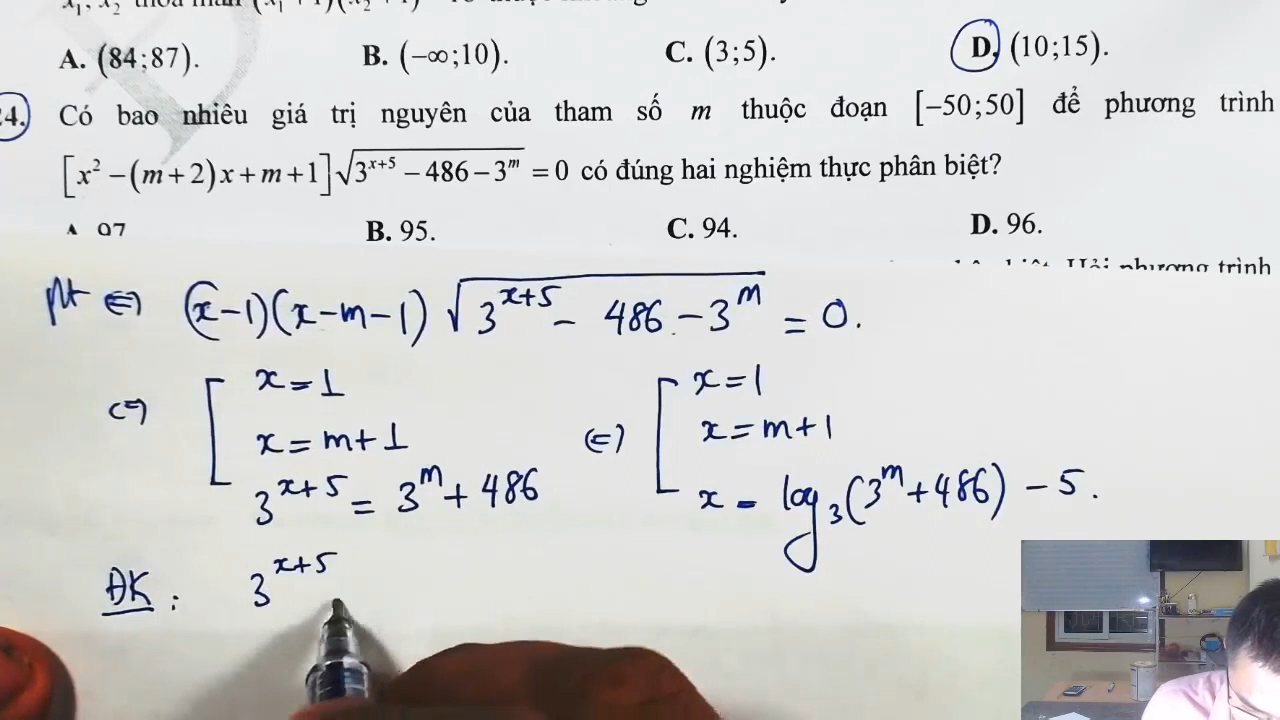 A. (84;87). B. (−∞;10). C. (3;5). D. (10;15).
24. Có bao nhiêu giá trị nguyên của tham số m thuộc đoạn [−50;50] để phương trình
[x² −(m+2)x+m+1]√(3^{x+5} − 486 − 3^m) = 0 có đúng hai nghiệm thực phân biệt?
B. 95. C. 94. D. 96.
pt ⇔ (x−1)(x−m−1) √(3^{x+5} − 486 − 3^m) = 0.
⇔ [ x = 1 ⇔ [ x = 1
x = m+1 x = m+1
3^{x+5} = 3^m + 486 x = log₃(3^m + 486) − 5.
ĐK : 3^{x+5}